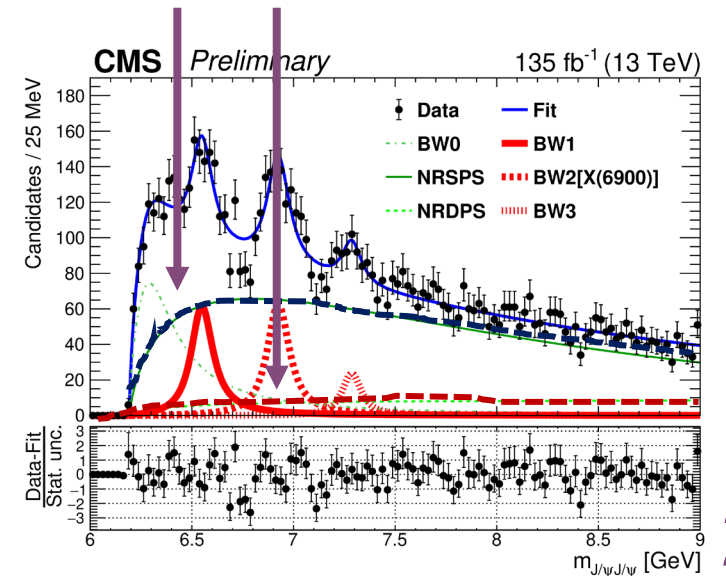 CMS Preliminary 135 fb⁻¹ (13 TeV)
Candidates / 25 MeV
180
160
140
120
100
80
60
40
20
0
Data Fit
BW0 BW1
NRSPS BW2[X(6900)]
NRDPS BW3
Data-Fit
Stat. unc.
3
2
1
0
−1
−2
−3
6 6.5 7 7.5 8 8.5 9
m_J/ψJ/ψ [GeV]